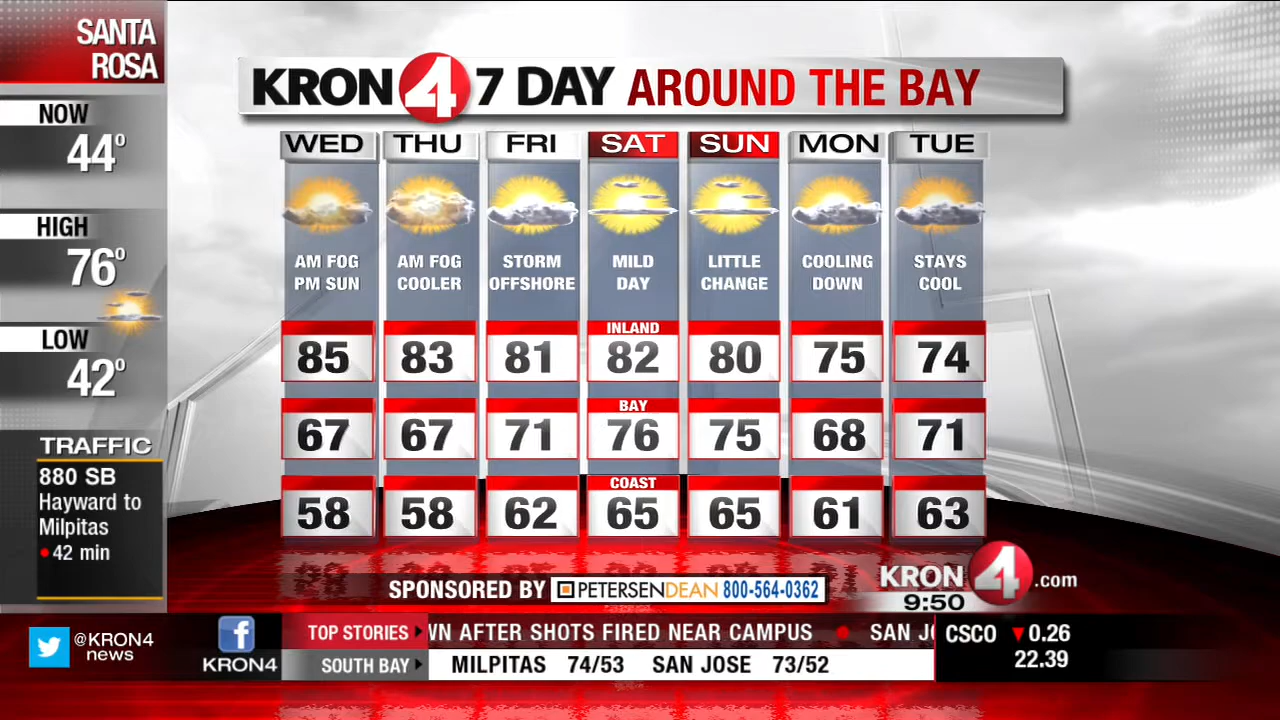 SANTA
ROSA
NOW
44°
HIGH
76°
LOW
42°
TRAFFIC
880 SB
Hayward to
Milpitas
42 min
KRON 4 7 DAY AROUND THE BAY
WED THU FRI SAT SUN MON TUE
AM FOG
PM SUN
AM FOG
COOLER
STORM
OFFSHORE
MILD
DAY
LITTLE
CHANGE
COOLING
DOWN
STAYS
COOL
INLAND
85 83 81 82 80 75 74
BAY
67 67 71 76 75 68 71
COAST
58 58 62 65 65 61 63
SPONSORED BY PETERSENDEAN 800-564-0362
KRON 4 .com
9:50
@KRON4
news
KRON4
TOP STORIES WN AFTER SHOTS FIRED NEAR CAMPUS SAN J
SOUTH BAY MILPITAS 74/53 SAN JOSE 73/52
CSCO 0.26
22.39